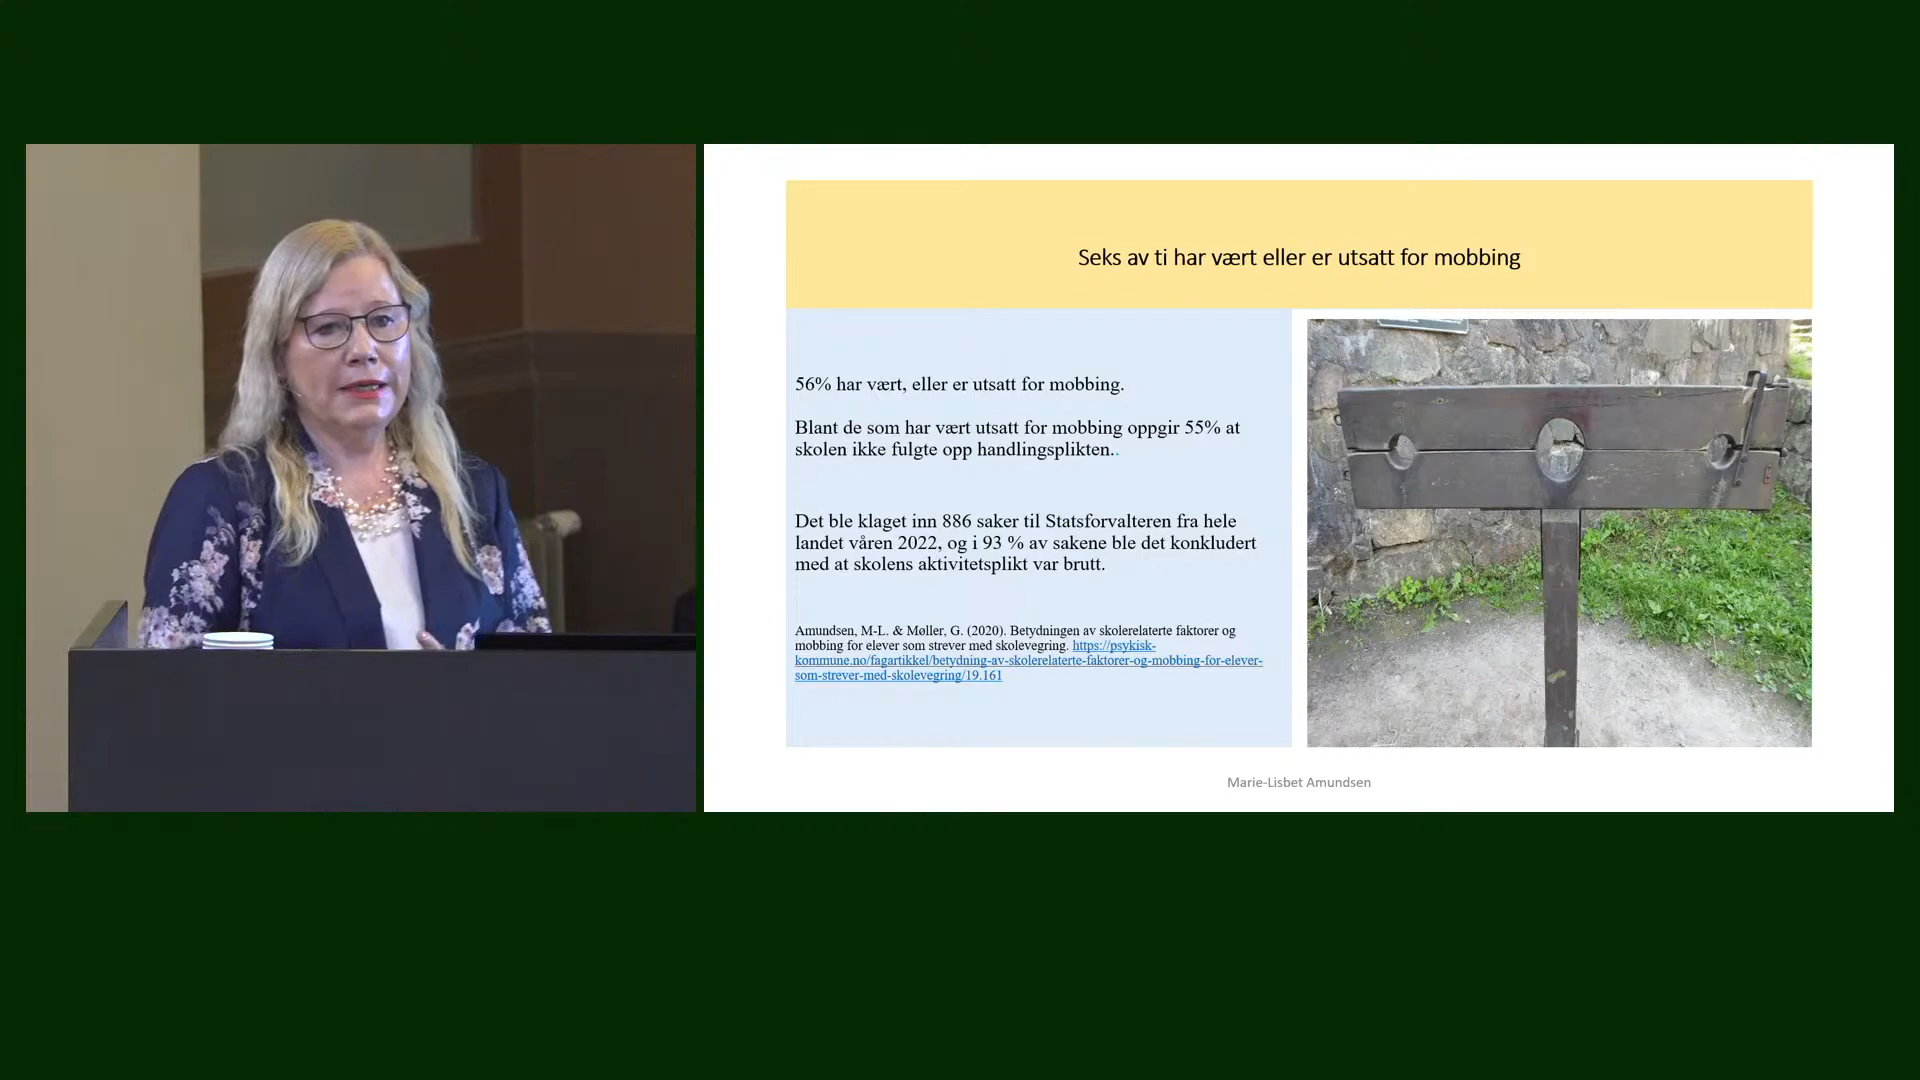 Seks av ti har vært eller er utsatt for mobbing
56% har vært, eller er utsatt for mobbing.
Blant de som har vært utsatt for mobbing oppgir 55% at
skolen ikke fulgte opp handlingsplikten..
Det ble klaget inn 886 saker til Statsforvalteren fra hele
landet våren 2022, og i 93 % av sakene ble det konkludert
med at skolens aktivitetsplikt var brutt.
Amundsen, M-L. & Møller, G. (2020). Betydningen av skolerelaterte faktorer og
mobbing for elever som strever med skolevegring. https://psykisk-
kommune.no/fagartikkel/betydning-av-skolerelaterte-faktorer-og-mobbing-for-elever-
som-strever-med-skolevegring/19.161
Marie-Lisbet Amundsen